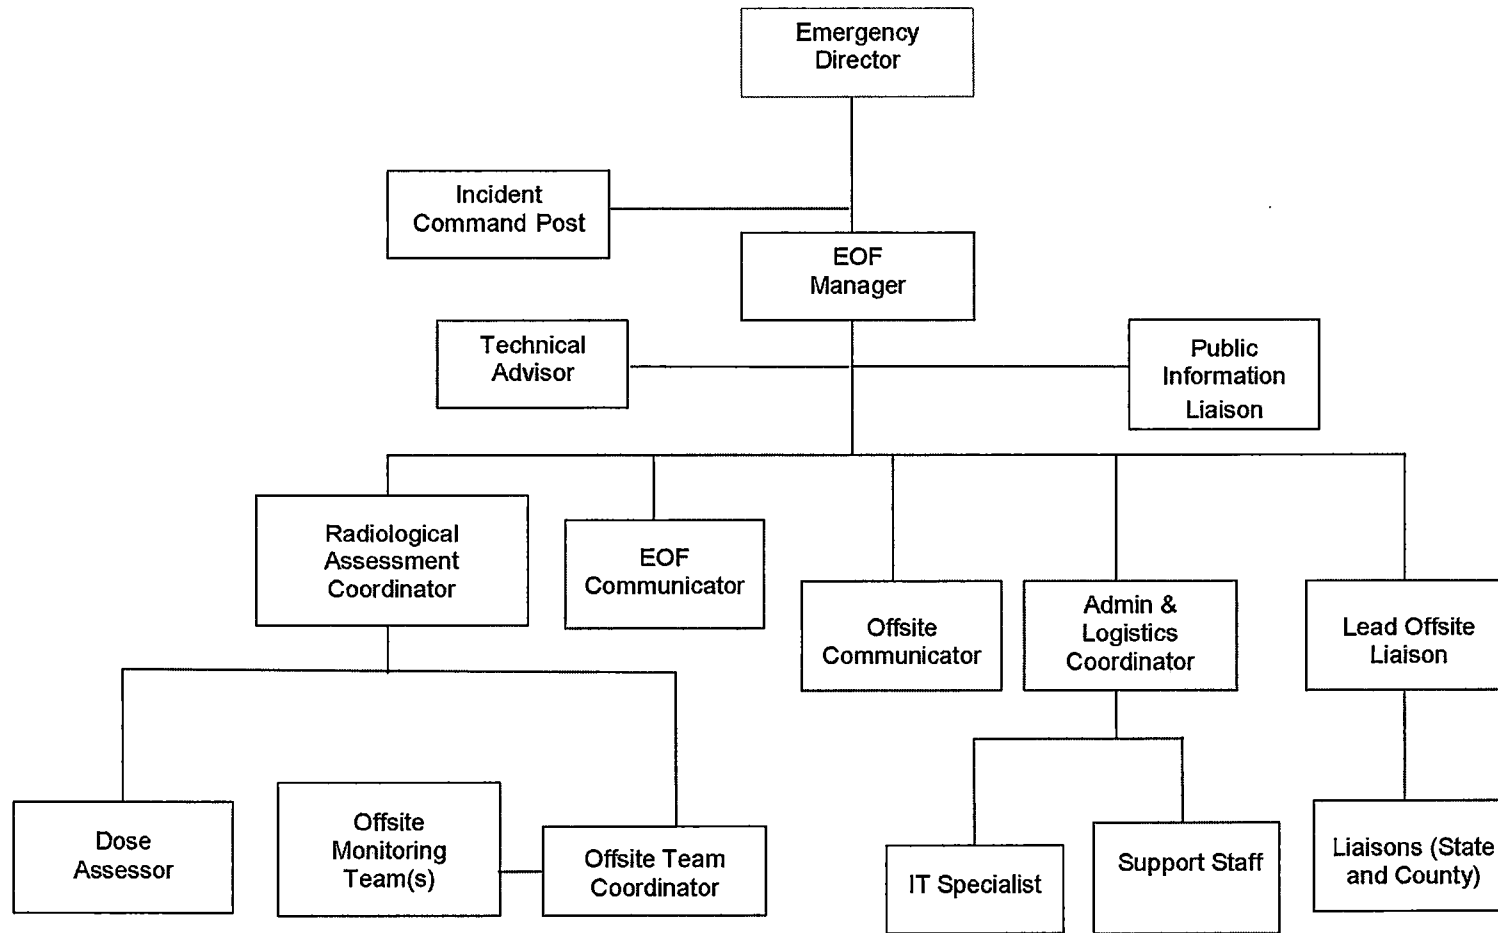 Emergency
Director
Incident
Command Post
EOF
Manager
Technical
Advisor
Public
Information
Liaison
Radiological
Assessment
Coordinator
EOF
Communicator
Offsite
Communicator
Admin &
Logistics
Coordinator
Lead Offsite
Liaison
Dose
Assessor
Offsite
Monitoring
Team(s)
Offsite Team
Coordinator
IT Specialist
Support Staff
Liaisons (State
and County)